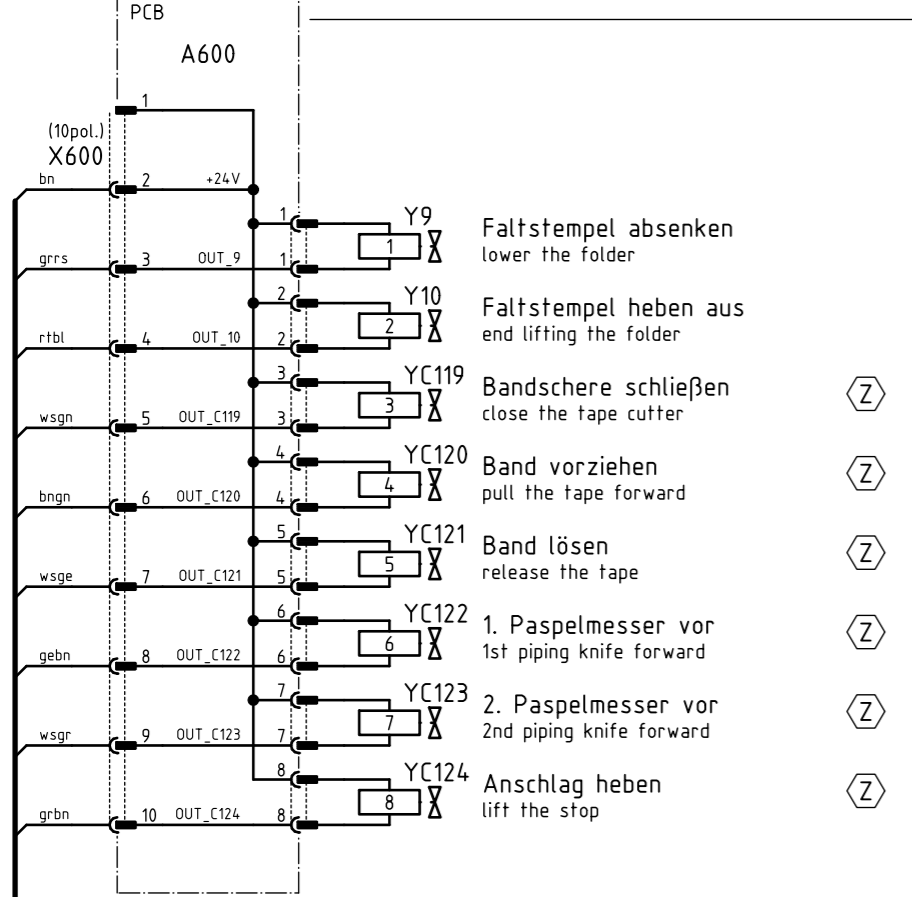 PCB
A600
1
(10pol.)
X600
bn 2 +24V
1 Y9 Faltstempel absenken
1 lower the folder
grrs 3 OUT_9 1
2 Y10 Faltstempel heben aus
2 end lifting the folder
rtbl 4 OUT_10 2
3 YC119 Bandschere schließen Z
3 close the tape cutter
wsgn 5 OUT_C119 3
4 YC120 Band vorziehen Z
4 pull the tape forward
bngn 6 OUT_C120 4
5 YC121 Band lösen Z
5 release the tape
wsge 7 OUT_C121 5
6 YC122 1. Paspelmesser vor Z
6 1st piping knife forward
gebn 8 OUT_C122 6
7 YC123 2. Paspelmesser vor Z
7 2nd piping knife forward
wsgr 9 OUT_C123 7
8 YC124 Anschlag heben Z
8 lift the stop
grbn 10 OUT_C124 8